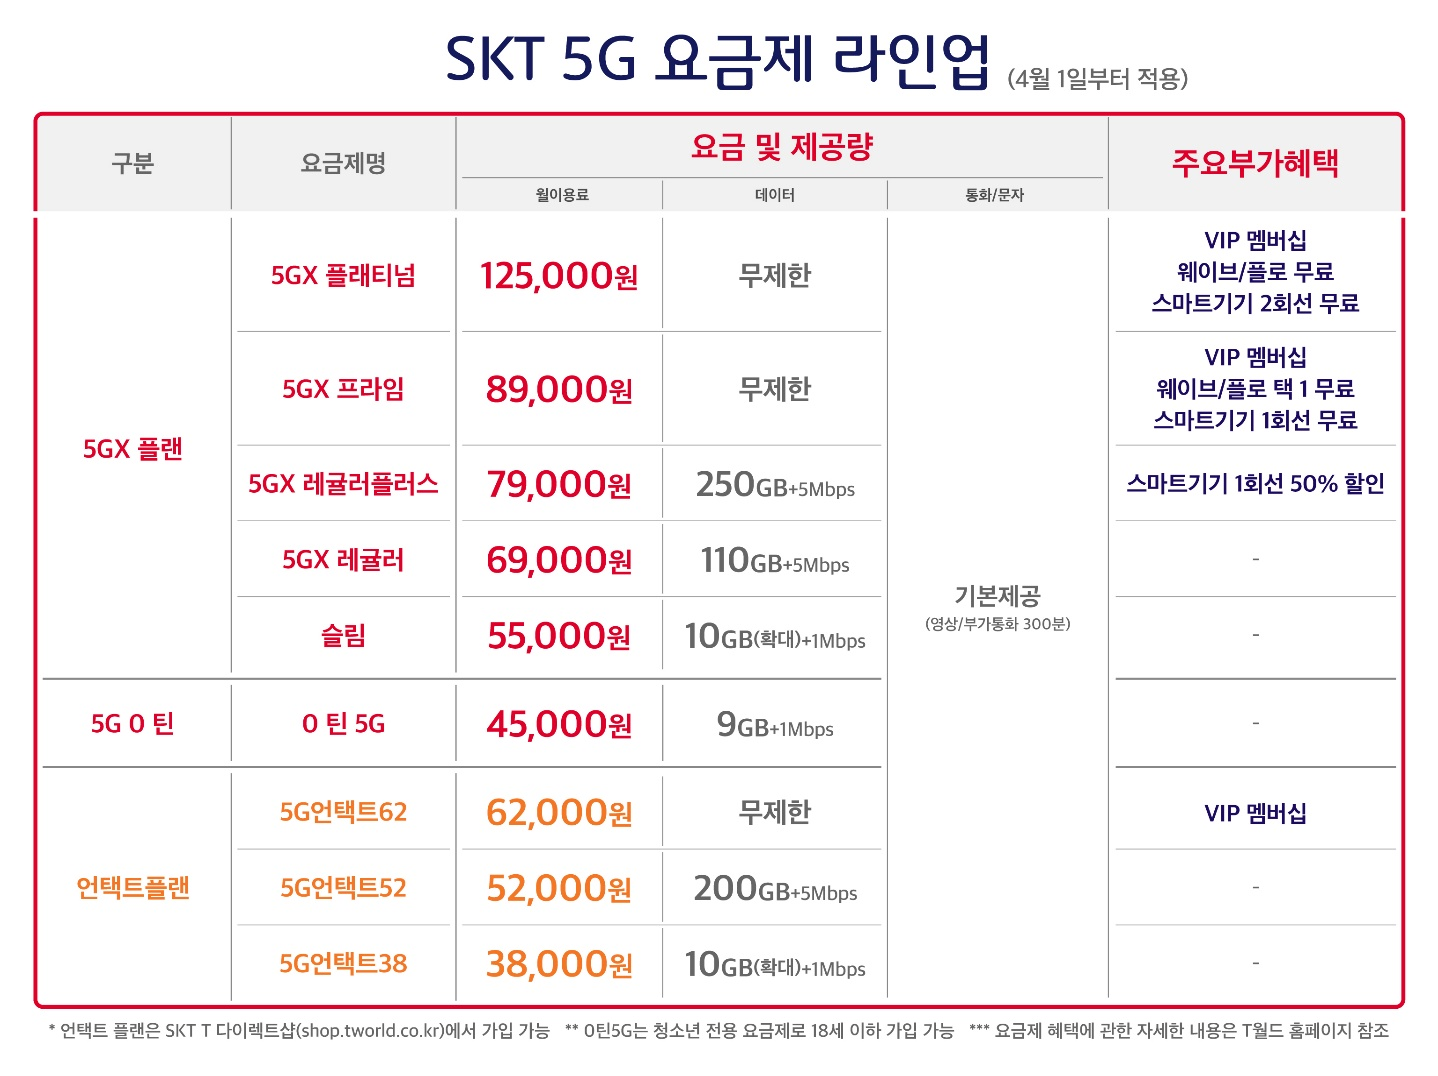 SKT 5G 요금제 라인업 (4월 1일부터 적용)
구분 요금제명 요금 및 제공량 주요부가혜택
월이용료 데이터 통화/문자
5GX 플랜
5GX 플래티넘 125,000원 무제한
VIP 멤버십
웨이브/플로 무료
스마트기기 2회선 무료
5GX 프라임 89,000원 무제한
VIP 멤버십
웨이브/플로 택 1 무료
스마트기기 1회선 무료
5GX 레귤러플러스 79,000원 250GB+5Mbps 스마트기기 1회선 50% 할인
5GX 레귤러 69,000원 110GB+5Mbps -
기본제공
(영상/부가통화 300분)
슬림 55,000원 10GB(확대)+1Mbps -
5G 0 틴 0 틴 5G 45,000원 9GB+1Mbps -
언택트플랜
5G언택트62 62,000원 무제한 VIP 멤버십
5G언택트52 52,000원 200GB+5Mbps -
5G언택트38 38,000원 10GB(확대)+1Mbps -
* 언택트 플랜은 SKT T 다이렉트샵(shop.tworld.co.kr)에서 가입 가능 ** 0틴5G는 청소년 전용 요금제로 18세 이하 가입 가능 *** 요금제 혜택에 관한 자세한 내용은 T월드 홈페이지 참조